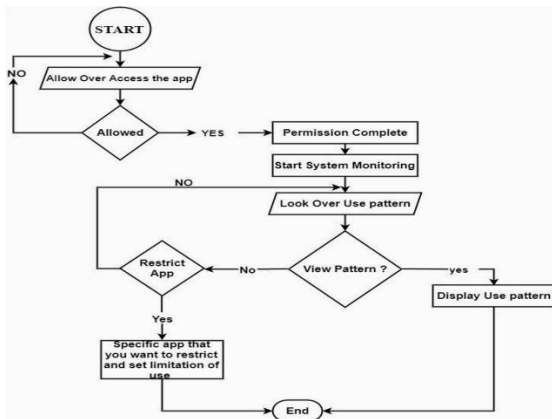 START
NO
Allow Over Access the app
Allowed
YES
Permission Complete
Start System Monitoring
NO
Look Over Use pattern
Restrict
App
No
View Pattern ?
yes
Display Use pattern
Yes
Specific app that
you want to restrict
and set limitation of
use
End